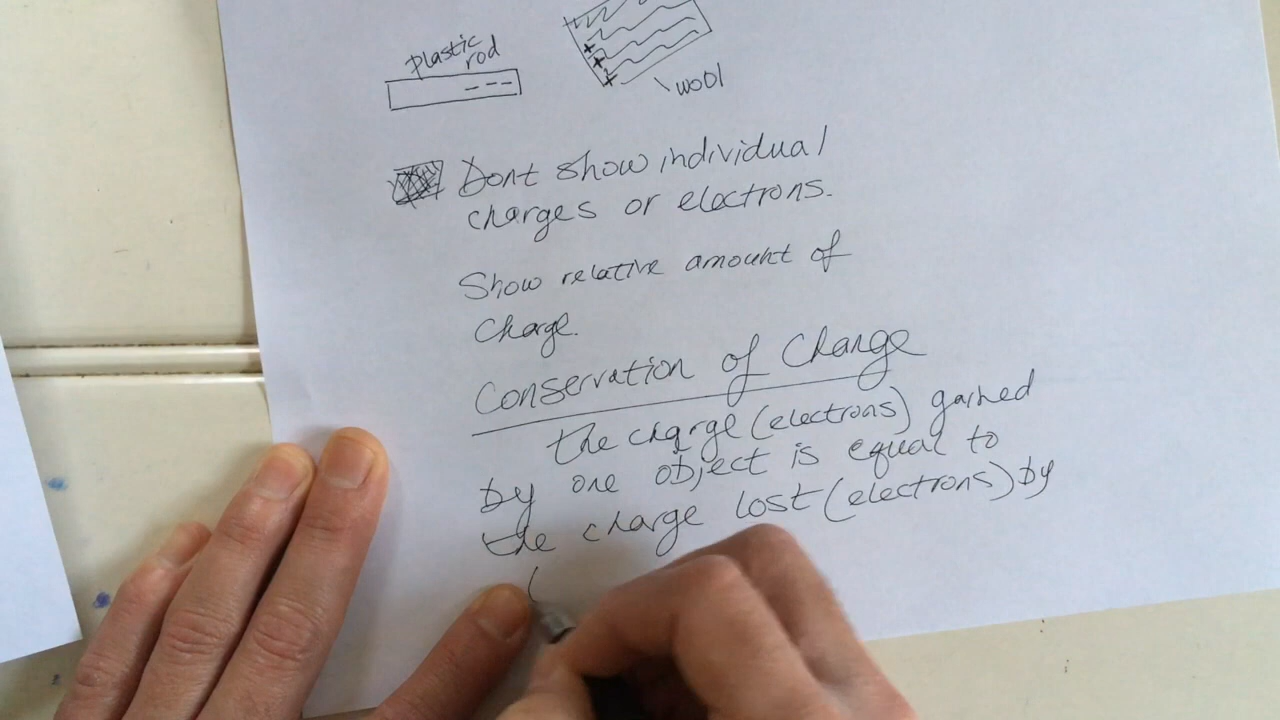 plastic
rod
- - -
+
+
+
wool
Dont show individual
charges or electrons.
Show relative amount of
Charge.
Conservation of Charge
the charge (electrons) gained
by one object is equal to
the charge lost (electrons) by